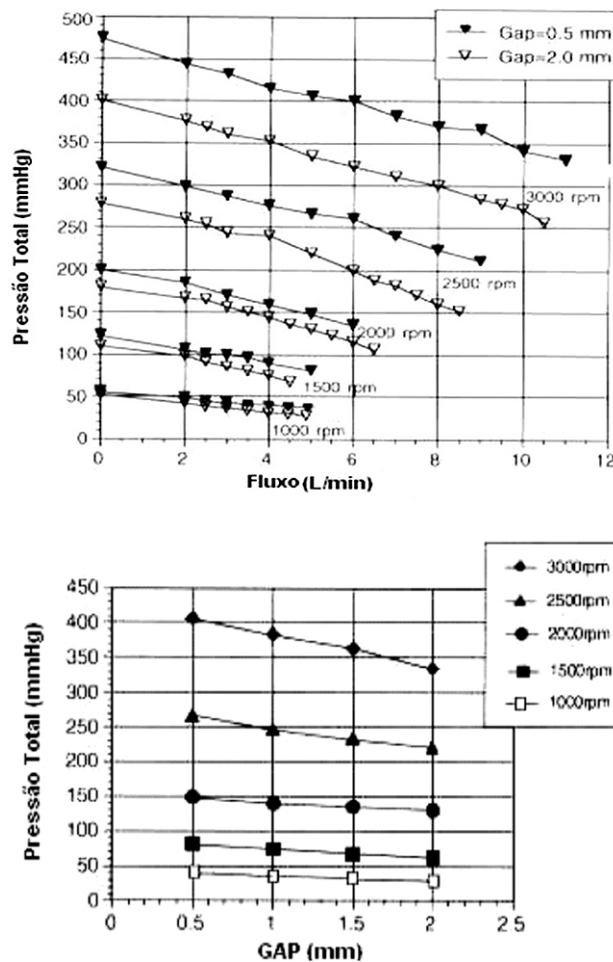 Gap=0.5 mm
Gap=2.0 mm
500
450
400
350
300
250
200
150
100
50
0
Pressão Total (mmHg)
3000 rpm
2500 rpm
2000 rpm
1500 rpm
1000 rpm
0 2 4 6 8 10 12
Fluxo (L/min)
3000rpm
2500rpm
2000rpm
1500rpm
1000rpm
450
400
350
300
250
200
150
100
50
0
Pressão Total (mmHg)
0 0.5 1 1.5 2 2.5
GAP (mm)